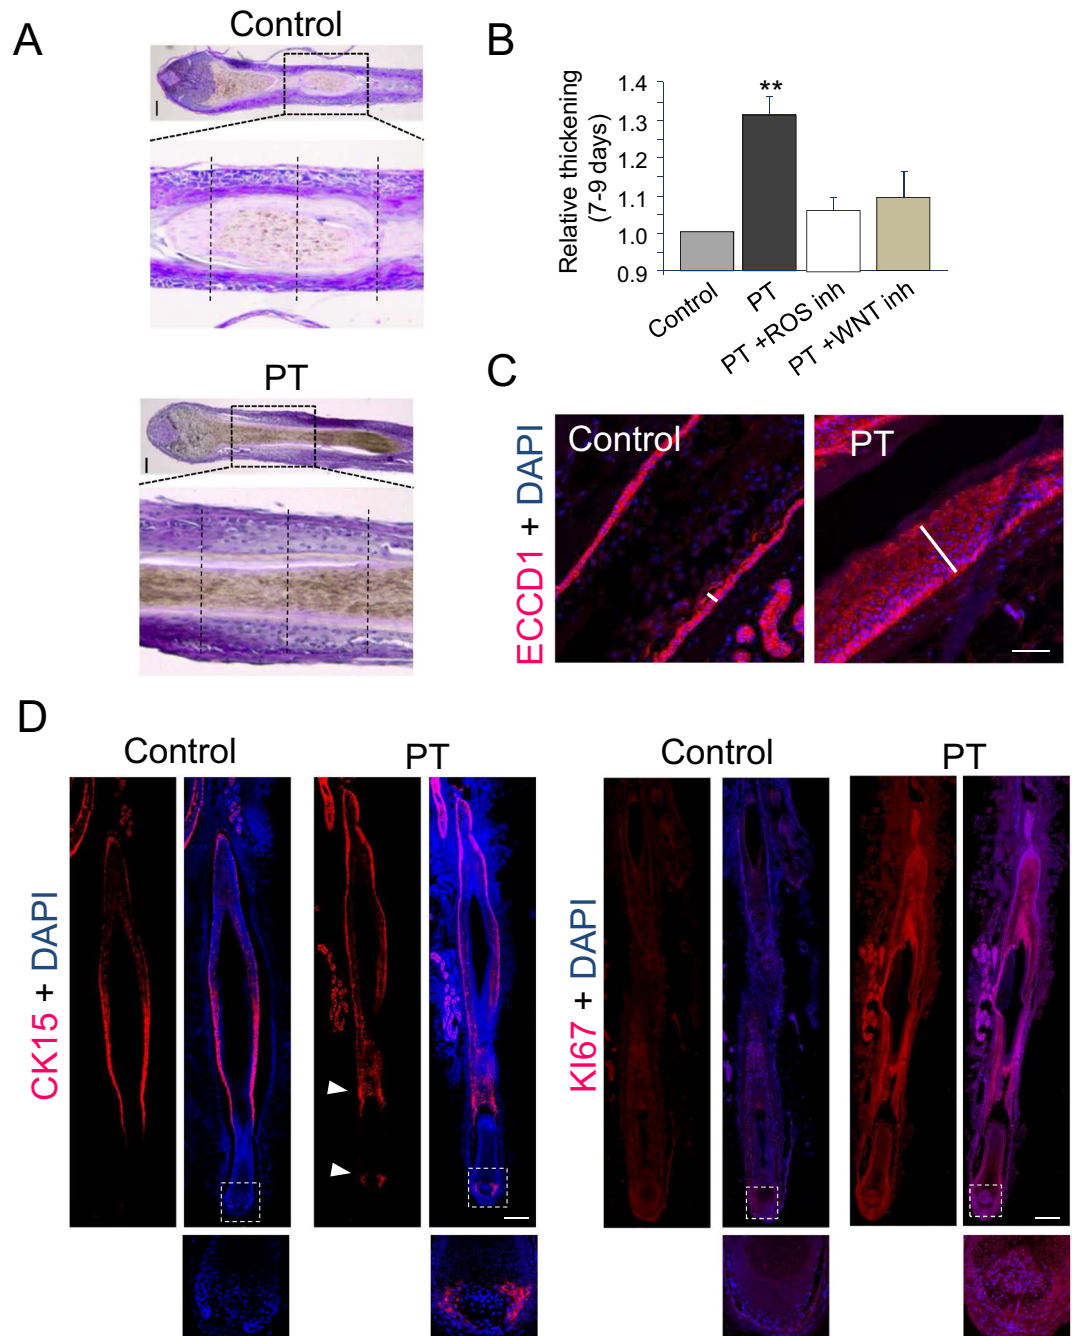 A
Control
PT
B
Relative thickening
(7-9 days)
1.4
1.3
1.2
1.1
1.0
0.9
**
Control
PT
PT +ROS inh
PT +WNT inh
C
ECCD1 + DAPI
Control
PT
D
Control
PT
CK15 + DAPI
Control
PT
KI67 + DAPI